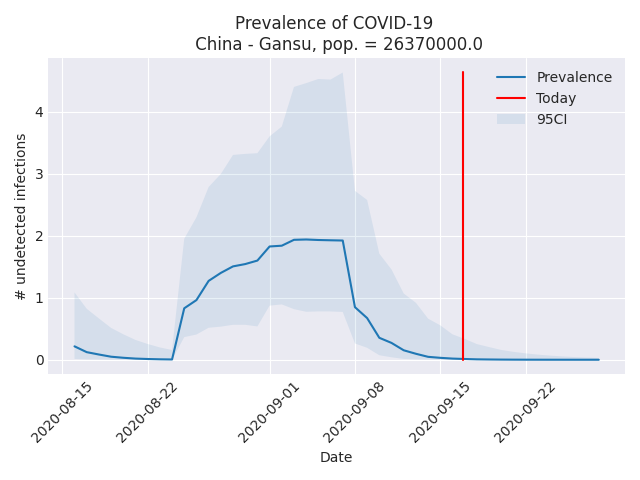 Prevalence of COVID-19
China - Gansu, pop. = 26370000.0
Prevalence
Today
95CI
# undetected infections
4
3
2
1
0
2020-08-15
2020-08-22
2020-09-01
2020-09-08
2020-09-15
2020-09-22
Date